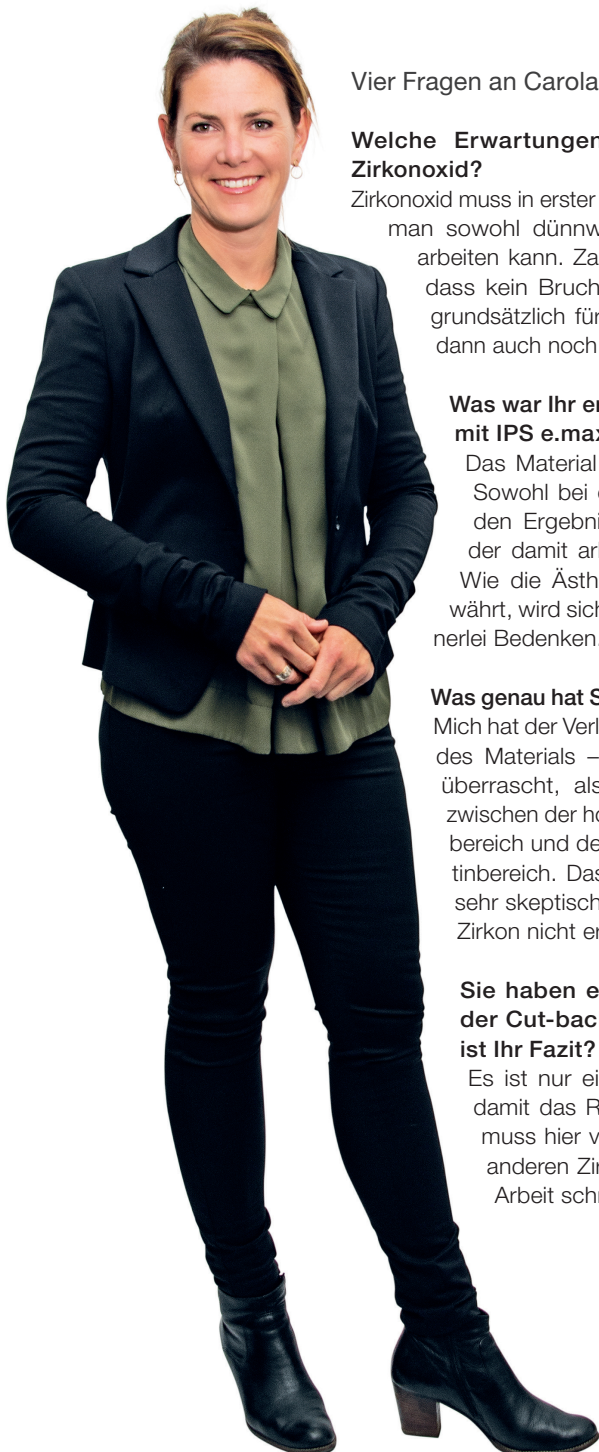 Vier Fragen an Carola
Welche Erwartungen
Zirkonoxid?
Zirkonoxid muss in erster
man sowohl dünnw
arbeiten kann. Za
dass kein Bruch
grundsätzlich für
dann auch noch
Was war Ihr er
mit IPS e.max
Das Material
Sowohl bei
den Ergebni
der damit ar
Wie die Ästh
währt, wird sich
nerlei Bedenken.
Was genau hat S
Mich hat der Verl
des Materials –
überrascht, als
zwischen der ho
bereich und de
tinbereich. Das
sehr skeptisch
Zirkon nicht er
Sie haben e
der Cut-bac
ist Ihr Fazit?
Es ist nur ei
damit das R
muss hier v
anderen Zir
Arbeit schr